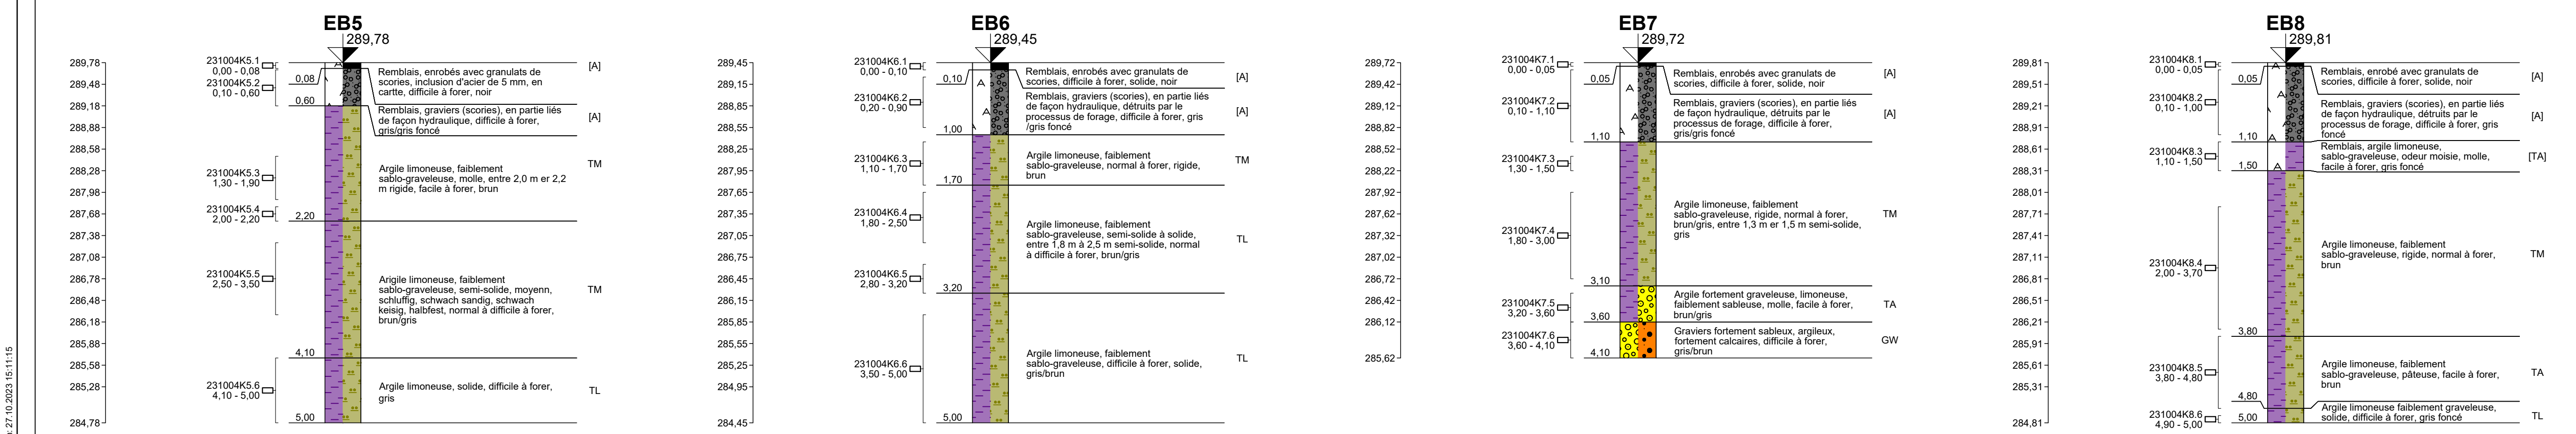 EB5
289,78
289,78
289,48
289,18
288,88
288,58
288,28
287,98
287,68
287,38
287,08
286,78
286,48
286,18
285,88
285,58
285,28
284,78
231004K5.1
0,00 - 0,08
231004K5.2
0,10 - 0,60
231004K5.3
1,30 - 1,90
231004K5.4
2,00 - 2,20
231004K5.5
2,50 - 3,50
231004K5.6
4,10 - 5,00
0,08
0,60
2,20
4,10
5,00
Remblais, enrobés avec granulats de
scories, inclusion d'acier de 5 mm, en
cartte, difficile à forer, noir
[A]
Remblais, graviers (scories), en partie liés
de façon hydraulique, difficile à forer,
gris/gris foncé
[A]
Argile limoneuse, faiblement
sablo-graveleuse, molle, entre 2,0 m er 2,2
m rigide, facile à forer, brun
TM
Argile limoneuse, faiblement
sablo-graveleuse, semi-solide, moyenn,
schluffig, schwach sandig, schwach
keisig, halbfest, normal à difficile à forer,
brun/gris
TM
Argile limoneuse, solide, difficile à forer,
gris
TL
EB6
289,45
289,45
289,15
288,85
288,55
288,25
287,95
287,65
287,35
287,05
286,75
286,45
286,15
285,85
285,55
285,25
284,95
284,45
231004K6.1
0,00 - 0,10
231004K6.2
0,20 - 0,90
231004K6.3
1,10 - 1,70
231004K6.4
1,80 - 2,50
231004K6.5
2,80 - 3,20
231004K6.6
3,50 - 5,00
0,10
1,00
1,70
3,20
5,00
Remblais, enrobés avec granulats de
scories, difficile à forer, solide, noir
[A]
Remblais, graviers (scories), en partie liés
de façon hydraulique, détruits par le
processus de forage, difficile à forer, gris
/gris foncé
[A]
Argile limoneuse, faiblement
sablo-graveleuse, normal à forer, rigide,
brun
TM
Argile limoneuse, faiblement
sablo-graveleuse, semi-solide à solide,
entre 1,8 m à 2,5 m semi-solide, normal
à difficile à forer, brun/gris
TL
Argile limoneuse, faiblement
sablo-graveleuse, difficile à forer, solide,
gris/brun
TL
EB7
289,72
289,72
289,42
289,12
288,82
288,52
288,22
287,92
287,62
287,32
287,02
286,72
286,42
286,12
285,62
231004K7.1
0,00 - 0,05
231004K7.2
0,10 - 1,10
231004K7.3
1,30 - 1,50
231004K7.4
1,80 - 3,00
231004K7.5
3,20 - 3,60
231004K7.6
3,60 - 4,10
0,05
1,10
3,10
3,60
4,10
Remblais, enrobés avec granulats de
scories, difficile à forer, solide, noir
[A]
Remblais, graviers (scories), en partie liés
de façon hydraulique, détruits par le
processus de forage, difficile à forer,
gris/gris foncé
[A]
Argile limoneuse, faiblement
sablo-graveleuse, rigide, normal à forer,
brun/gris, entre 1,3 m er 1,5 m semi-solide,
gris
TM
Argile fortement graveleuse, limoneuse,
faiblement sableuse, molle, facile à forer,
brun/gris
TA
Graviers fortement sableux, argileux,
fortement calcaires, difficile à forer,
gris/brun
GW
EB8
289,81
289,81
289,51
289,21
288,91
288,61
288,31
288,01
287,71
287,41
287,11
286,81
286,51
286,21
285,91
285,61
285,31
284,81
231004K8.1
0,00 - 0,05
231004K8.2
0,10 - 1,00
231004K8.3
1,10 - 1,50
231004K8.4
2,00 - 3,70
231004K8.5
3,80 - 4,80
231004K8.6
4,90 - 5,00
0,05
1,10
1,50
3,80
4,80
5,00
Remblais, enrobé avec granulats de
scories, difficile à forer, solide, noir
[A]
Remblais, graviers (scories), en partie liés
de façon hydraulique, détruits par le
processus de forage, difficile à forer, gris
foncé
[A]
Remblais, argile limoneuse,
sablo-graveleuse, odeur moisie, molle,
facile à forer, gris foncé
[TA]
Argile limoneuse, faiblement
sablo-graveleuse, rigide, normal à forer,
brun
TM
Argile limoneuse, faiblement
sablo-graveleuse, pâteuse, facile à forer,
brun
TA
Argile limoneuse faiblement graveleuse,
solide, difficile à forer, gris foncé
TL
: 27.10.2023 15:11:15